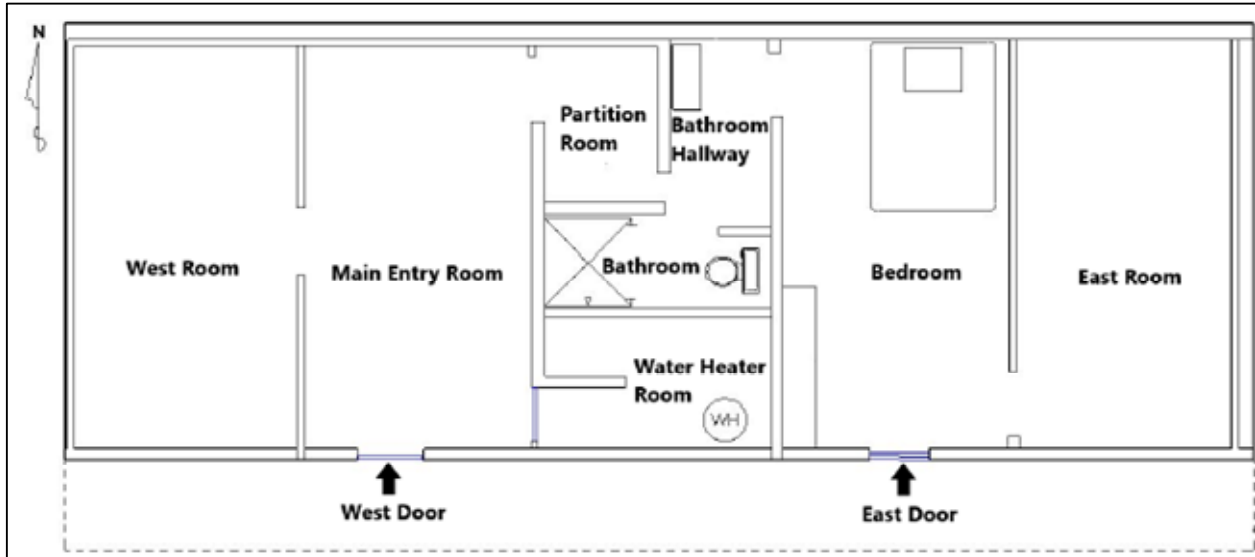 N
Partition
Room
Bathroom
Hallway
West Room
Main Entry Room
Bathroom
Bedroom
East Room
Water Heater
Room
WH
West Door
East Door